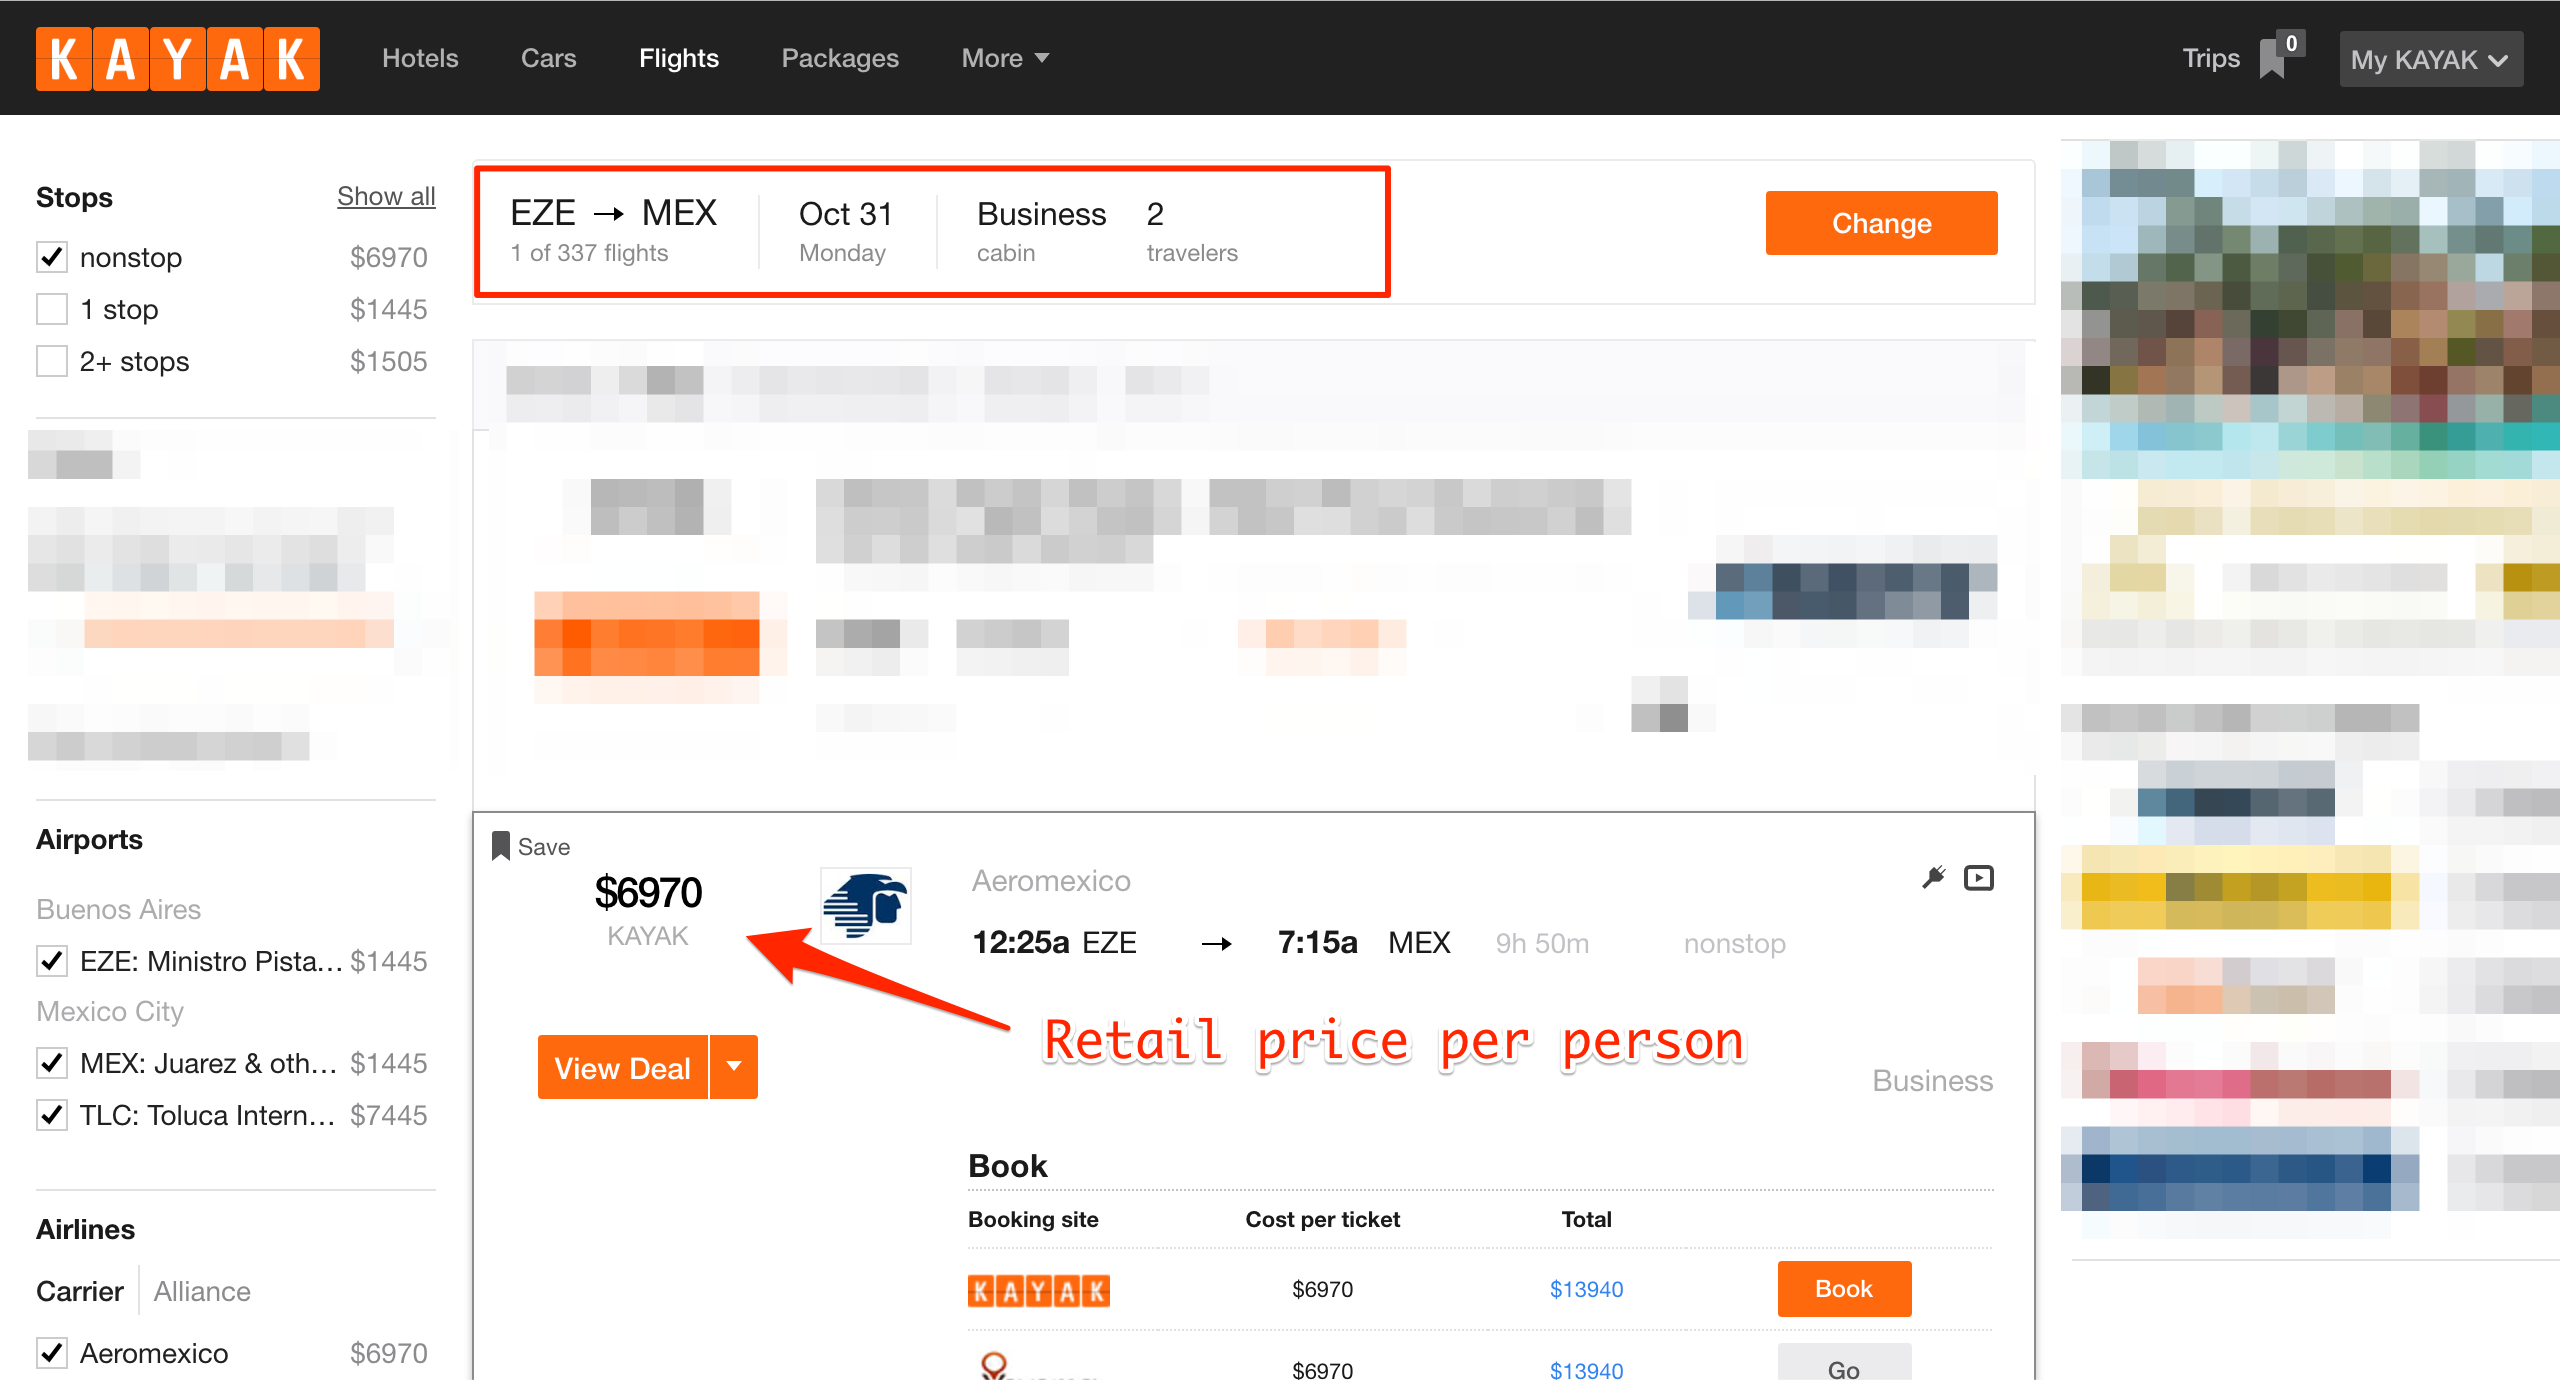 KAYAK Hotels Cars Flights Packages More Trips 0 My KAYAK
Stops Show all
nonstop $6970
1 stop $1445
2+ stops $1505
Airports
Buenos Aires
EZE: Ministro Pista... $1445
Mexico City
MEX: Juarez & oth... $1445
TLC: Toluca Intern... $7445
Airlines
Carrier Alliance
Aeromexico $6970
EZE → MEX Oct 31 Business 2
1 of 337 flights Monday cabin travelers
Change
Save
$6970
KAYAK
Aeromexico
12:25a EZE → 7:15a MEX 9h 50m nonstop
Retail price per person
View Deal
Business
Book
Booking site Cost per ticket Total
KAYAK $6970 $13940 Book
$6970 $13940 Go